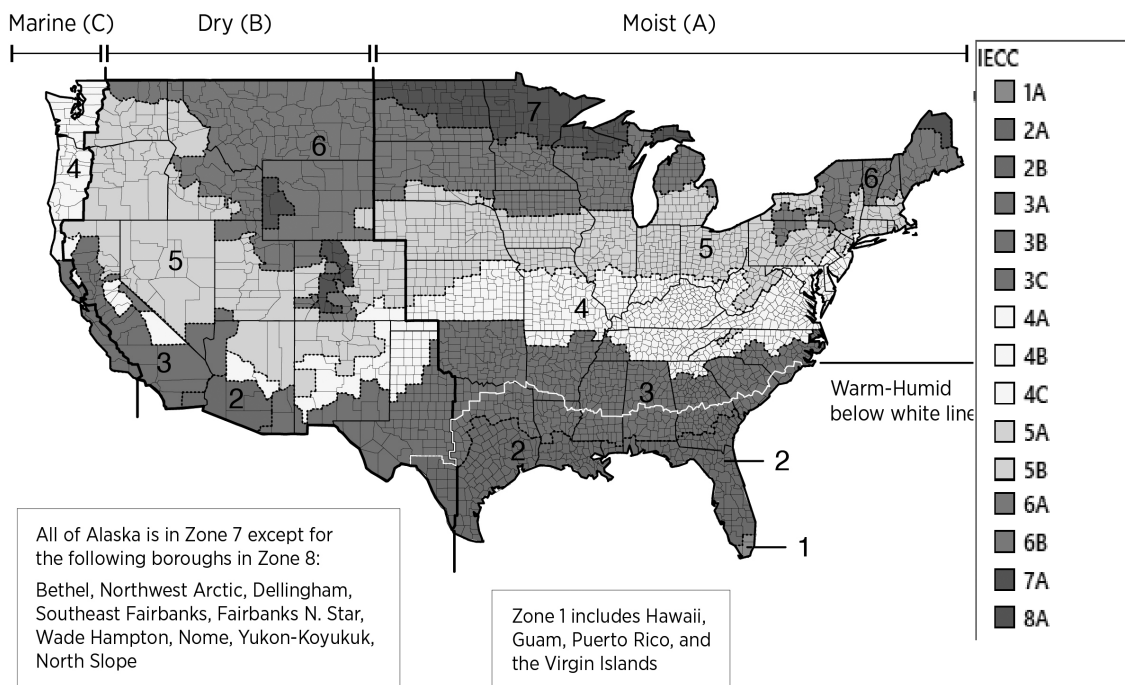 Marine (C)
Dry (B)
Moist (A)
IECC
1A
2A
2B
3A
3B
3C
4A
4B
4C
5A
5B
6A
6B
7A
8A
7
6
4
6
5
5
4
3
2
3
2
Warm-Humid
below white line
2
1
All of Alaska is in Zone 7 except for
the following boroughs in Zone 8:
Bethel, Northwest Arctic, Dellingham,
Southeast Fairbanks, Fairbanks N. Star,
Wade Hampton, Nome, Yukon-Koyukuk,
North Slope
Zone 1 includes Hawaii,
Guam, Puerto Rico, and
the Virgin Islands